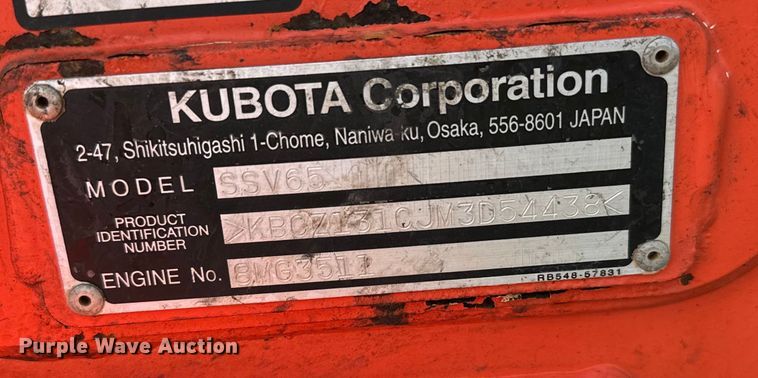 KUBOTA Corporation
2-47, Shikitsuhigashi 1-Chome, Naniwa-ku, Osaka, 556-8601 JAPAN
MODEL SSV65
PRODUCT
IDENTIFICATION
NUMBER
ENGINE No. 8MG3511
RB548-57831
Purple Wave Auction